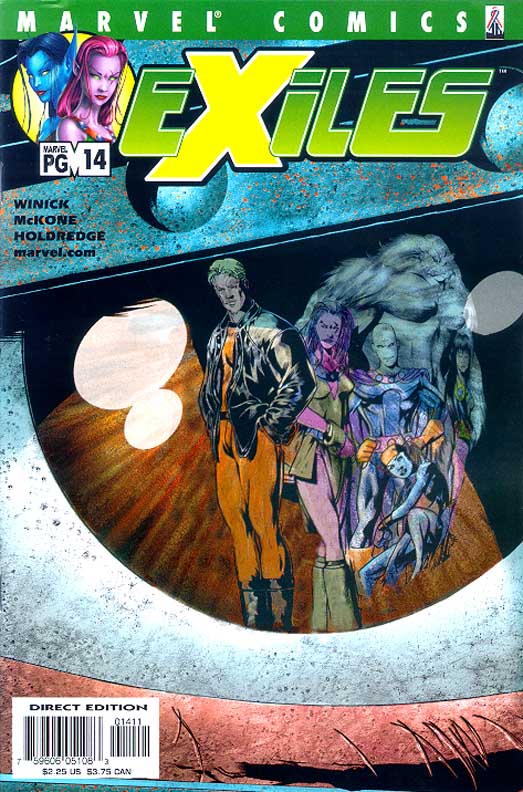 MARVEL® COMICS
EXILES™
MARVEL
PG 14
WINICK
McKONE
HOLDREDGE
marvel.com
DIRECT EDITION
01411
7 59606 05108 3
$2.25 US $3.75 CAN